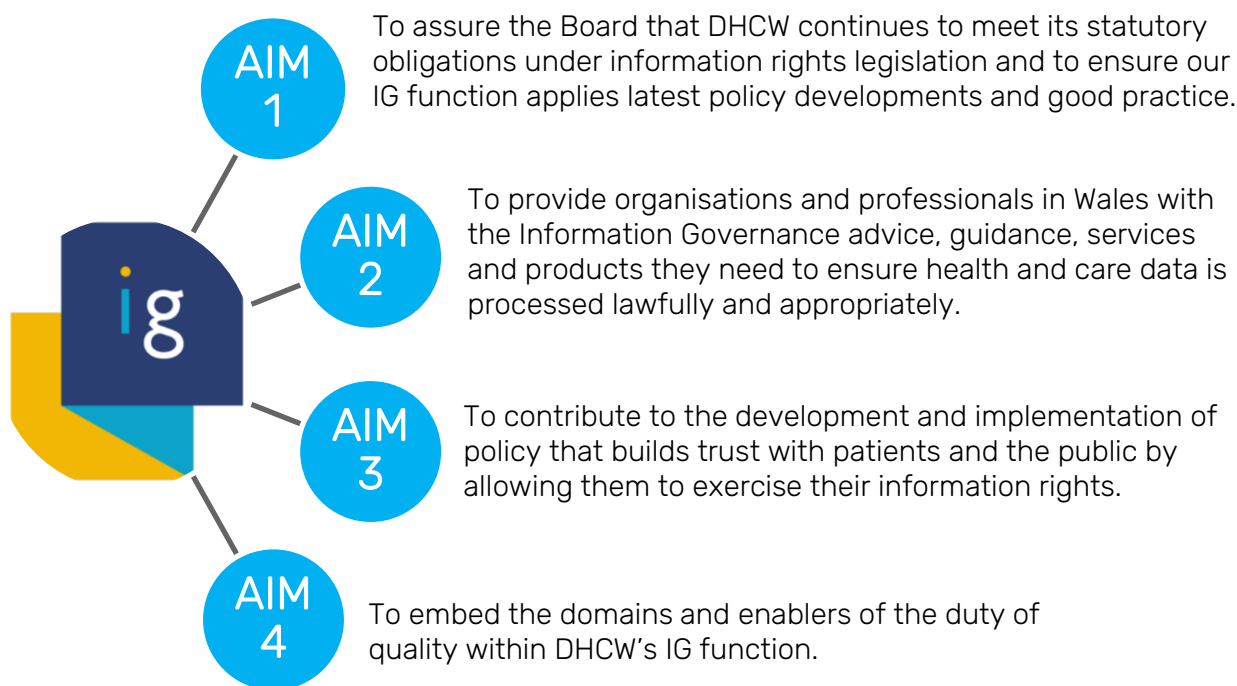 AIM
1
To assure the Board that DHCW continues to meet its statutory
obligations under information rights legislation and to ensure our
IG function applies latest policy developments and good practice.
AIM
2
To provide organisations and professionals in Wales with
the Information Governance advice, guidance, services
and products they need to ensure health and care data is
processed lawfully and appropriately.
ig
AIM
3
To contribute to the development and implementation of
policy that builds trust with patients and the public by
allowing them to exercise their information rights.
AIM
4
To embed the domains and enablers of the duty of
quality within DHCW's IG function.